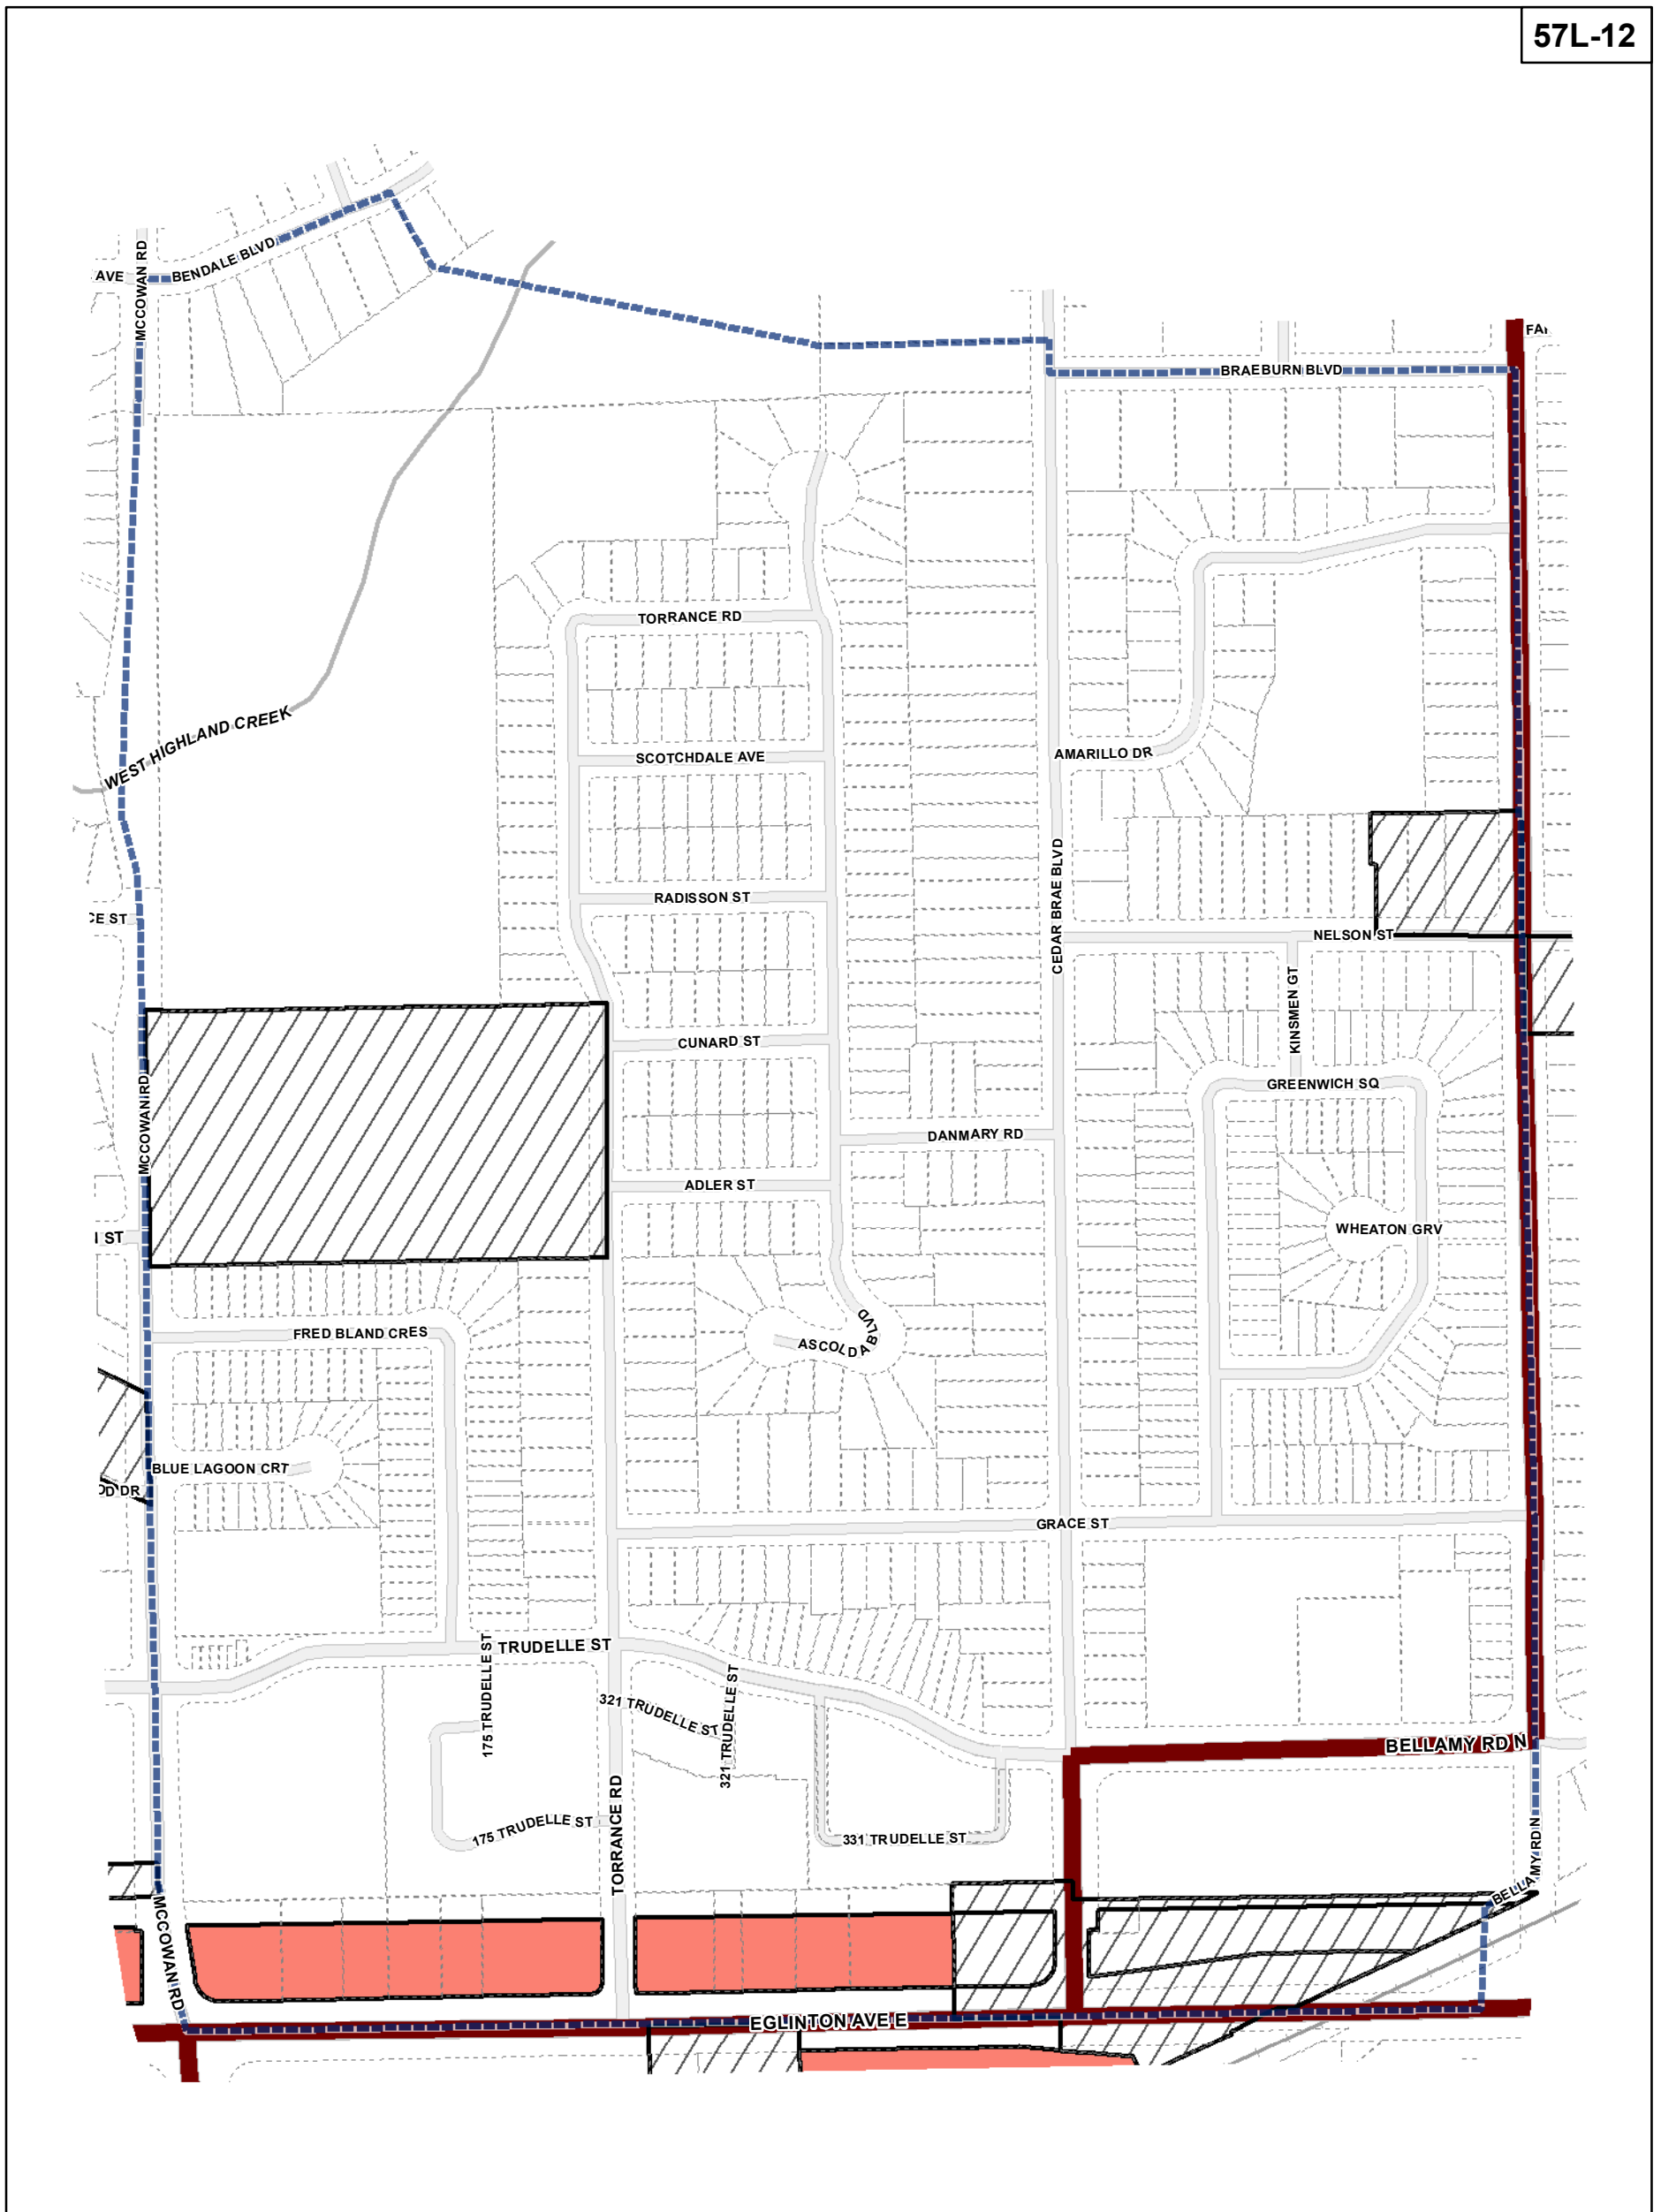 57L-12
MCCOWAN RD
AVE
BENDALE BLVD
BRAEBURN BLVD
TORRANCE RD
WEST HIGHLAND CREEK
SCOTCHDALE AVE
AMARILLO DR
CEDAR BRAE BLVD
RADISSON ST
CE ST
NELSON ST
KINSMEN GT
CUNARD ST
MCCOWAN RD
GREENWICH SQ
DANMARY RD
ADLER ST
WHEATON GRV
ST
FRED BLAND CRES
ASCOLDA BLVD
BLUE LAGOON CRT
OD DR
GRACE ST
TRUDELLE ST
175 TRUDELLE ST
321 TRUDELLE ST
321 TRUDELLE ST
BELLAMY RD N
175 TRUDELLE ST
TORRANCE RD
331 TRUDELLE ST
BELLAMY RD N
MCCOWAN RD
EGLINTON AVE E